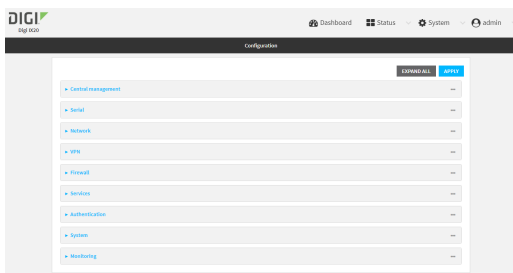 DIGI
Digi IX20
Dashboard Status System admin
Configuration
EXPAND ALL APPLY
Central management
Serial
Network
VPN
Firewall
Services
Authentication
System
Monitoring